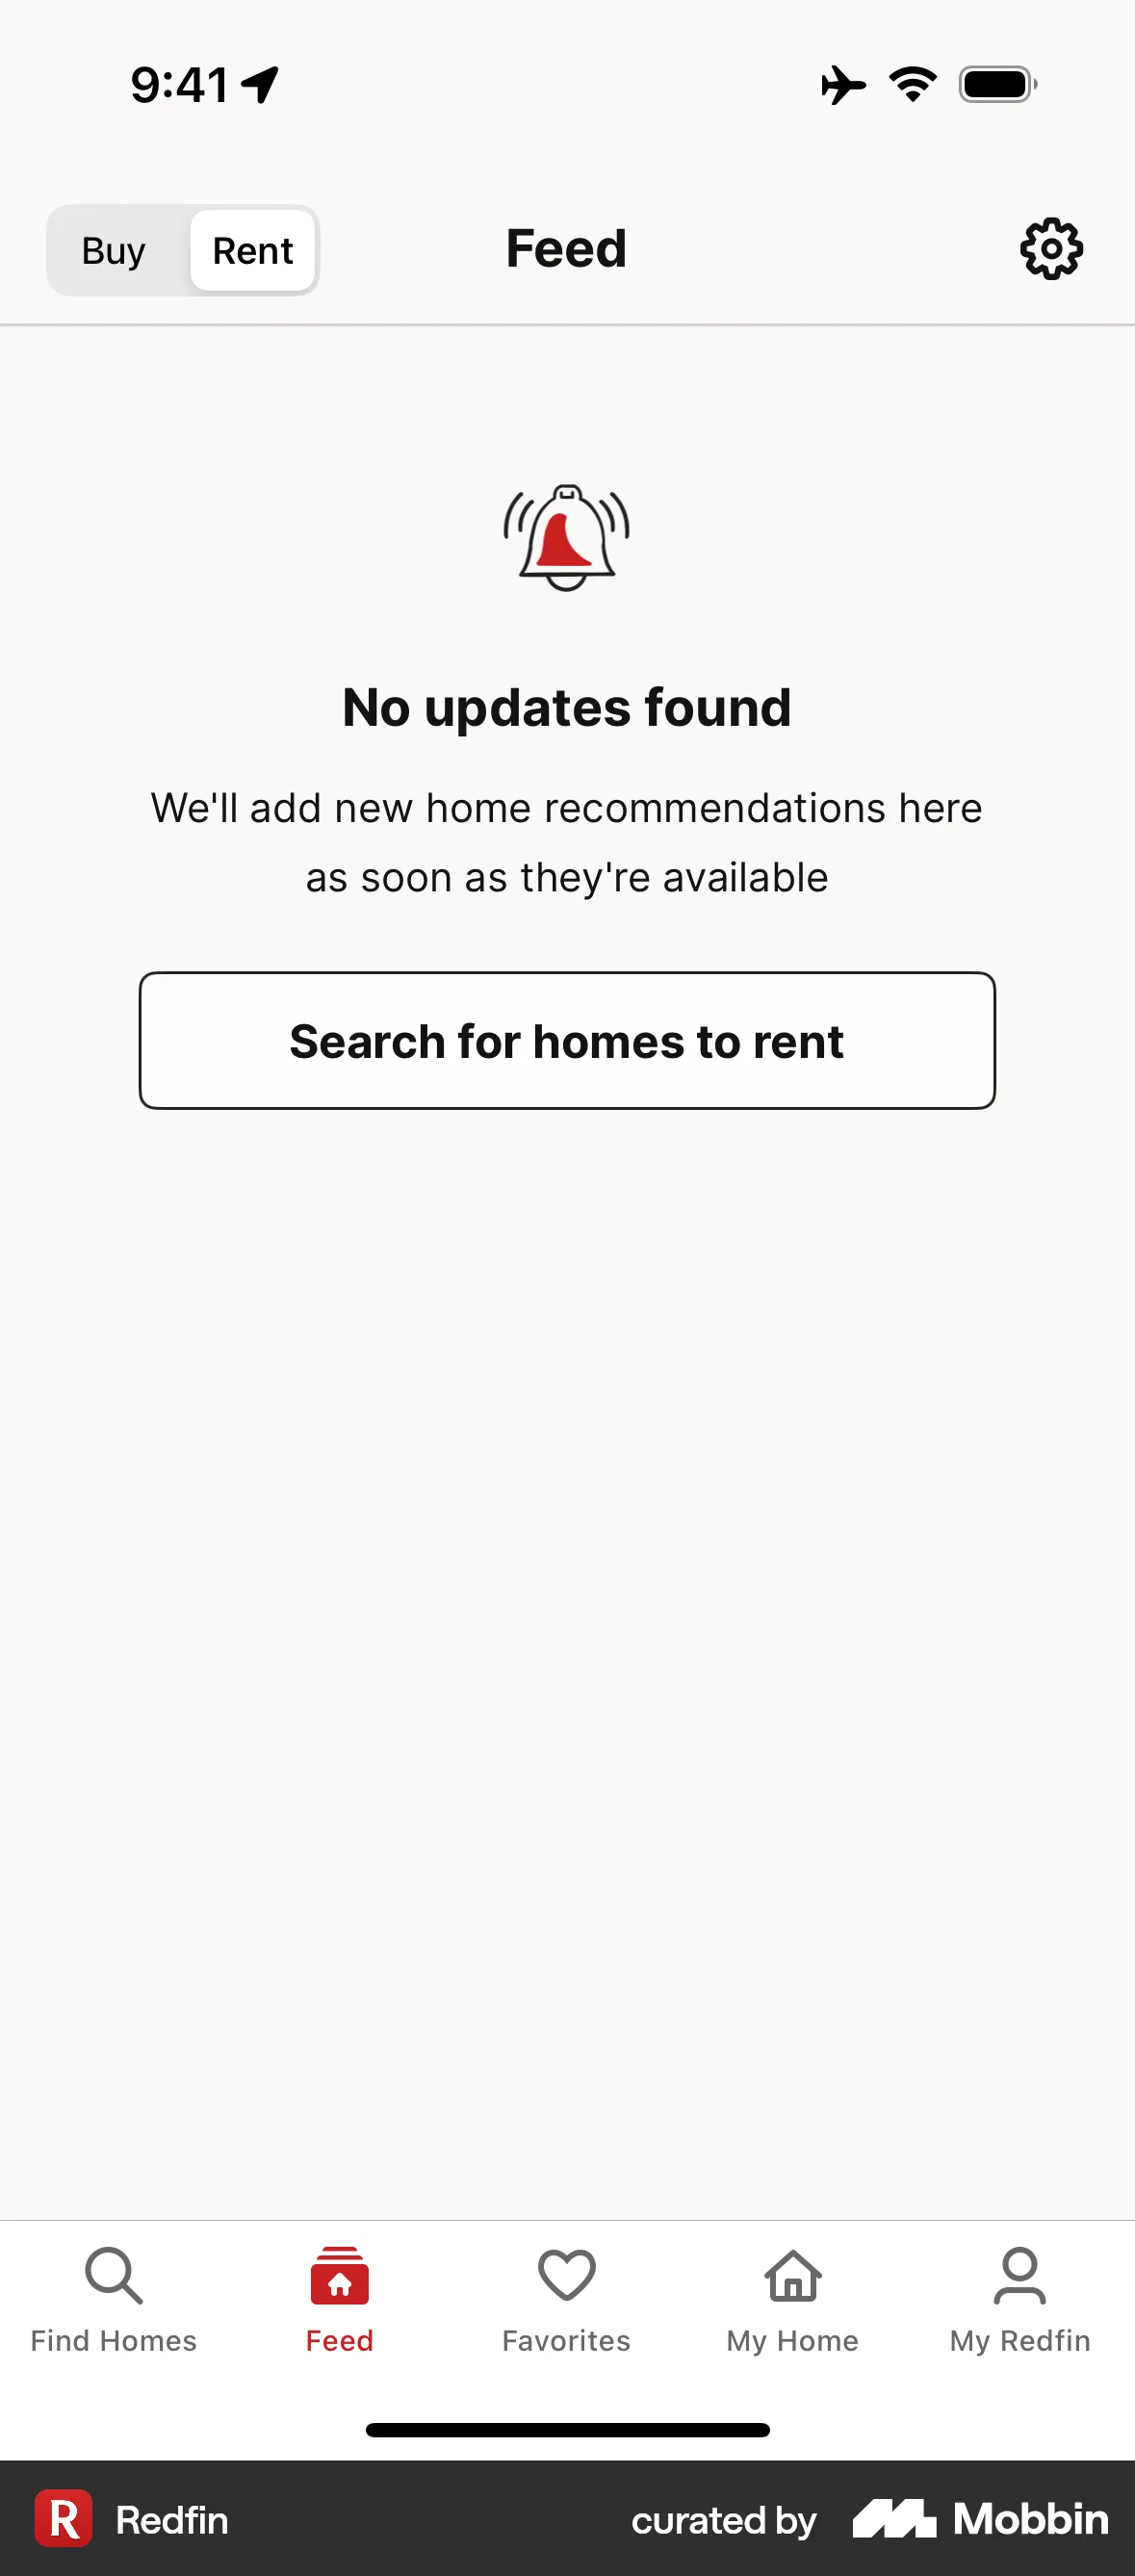 9:41
Buy
Rent
Feed
No updates found
We'll add new home recommendations here
as soon as they're available
Search for homes to rent
Find Homes
Feed
Favorites
My Home
My Redfin
R
Redfin
curated by
Mobbin